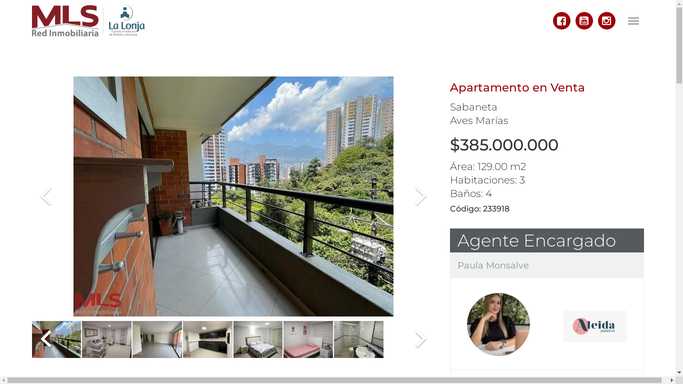 MLS
Red Inmobiliaria
La Lonja
Apartamento en Venta
Sabaneta
Aves Marías
$385.000.000
Área: 129.00 m2
Habitaciones: 3
Baños: 4
Código: 233918
Agente Encargado
Paula Monsalve
MLS
Aleida